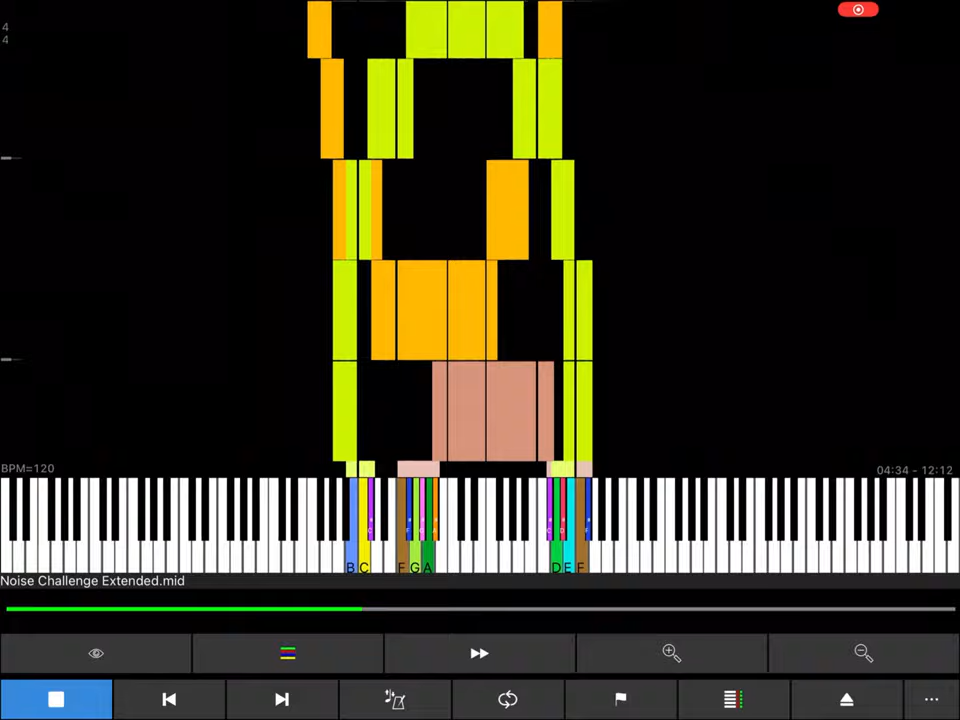 4
4
BPM=120
04:34 - 12:12
B C F G A D E F
Noise Challenge Extended.mid